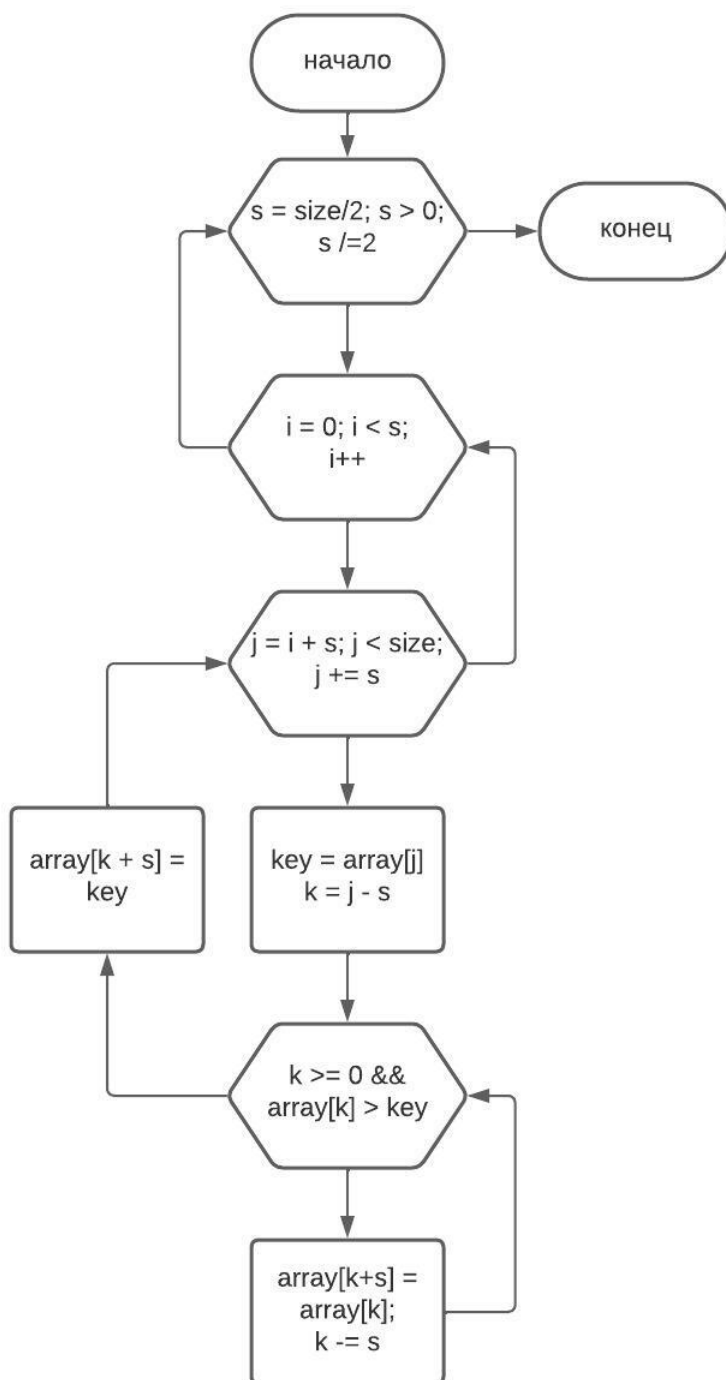 начало
s = size/2; s > 0;
s /=2
конец
i = 0; i < s;
i++
j = i + s; j < size;
j += s
array[k + s] =
key
key = array[j]
k = j - s
k >= 0 &&
array[k] > key
array[k+s] =
array[k];
k -= s